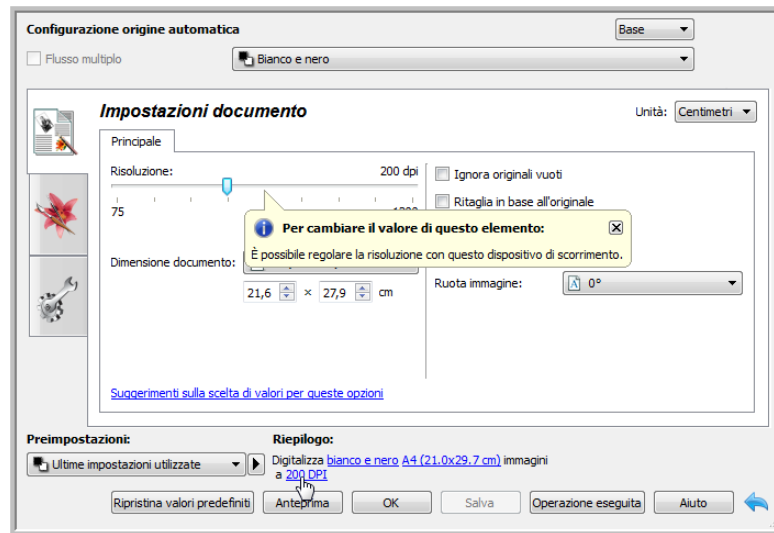 Configurazione origine automatica
Base
Flusso multiplo
Bianco e nero
Impostazioni documento
Unità: Centimetri
Principale
Risoluzione: 200 dpi
75
Ignora originali vuoti
Ritaglia in base all'originale
Per cambiare il valore di questo elemento:
È possibile regolare la risoluzione con questo dispositivo di scorrimento.
Dimensione documento:
21,6 × 27,9 cm
Ruota immagine: 0°
Suggerimenti sulla scelta di valori per queste opzioni
Preimpostazioni:
Riepilogo:
Ultime impostazioni utilizzate
Digitalizza bianco e nero A4 (21.0x29.7 cm) immagini
a 200 DPI
Ripristina valori predefiniti Anteprima OK Salva Operazione eseguita Aiuto